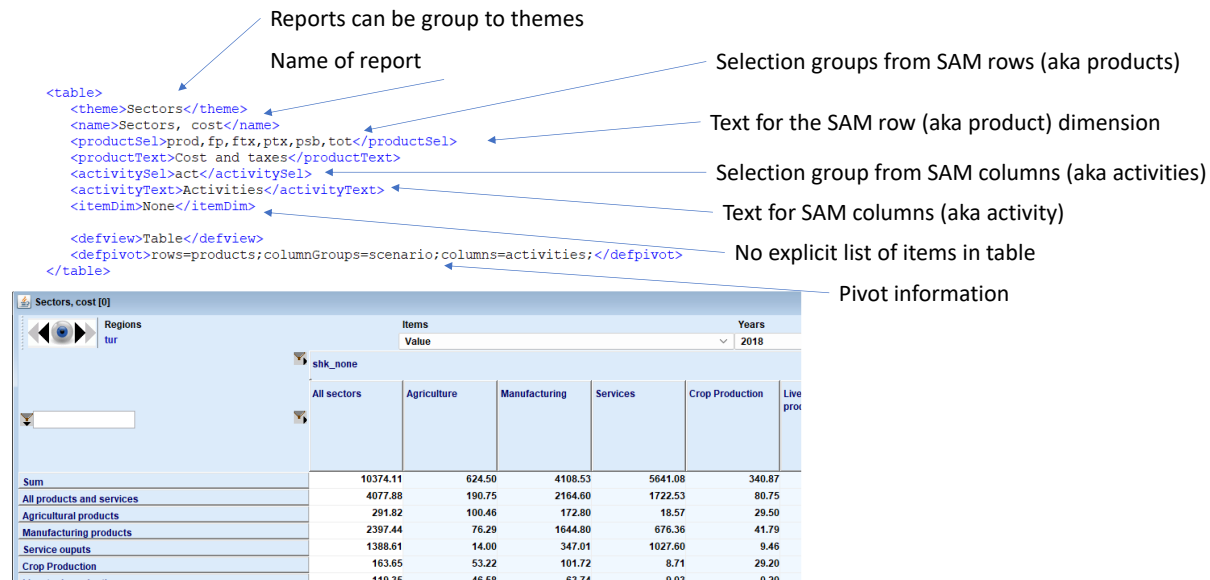 Reports can be group to themes
Name of report
Selection groups from SAM rows (aka products)
Text for the SAM row (aka product) dimension
Selection group from SAM columns (aka activities)
Text for SAM columns (aka activity)
No explicit list of items in table
Pivot information
<table>
<theme>Sectors</theme>
<name>Sectors, cost</name>
<productSel>prod,fp,ftx,ptx,psb,tot</productSel>
<productText>Cost and taxes</productText>
<activitySel>act</activitySel>
<activityText>Activities</activityText>
<itemDim>None</itemDim>
<defview>Table</defview>
<defpivot>rows=products;columnGroups=scenario;columns=activities;</defpivot>
</table>
Sectors, cost [0]
Regions Items Years
tur Value 2018
shk_none
All sectors Agriculture Manufacturing Services Crop Production Live
prod
Sum 10374.11 624.50 4108.53 5641.08 340.87
All products and services 4077.88 190.75 2164.60 1722.53 80.75
Agricultural products 291.82 100.46 172.80 18.57 29.50
Manufacturing products 2397.44 76.29 1644.80 676.36 41.79
Service ouputs 1388.61 14.00 347.01 1027.60 9.46
Crop Production 163.65 53.22 101.72 8.71 29.20